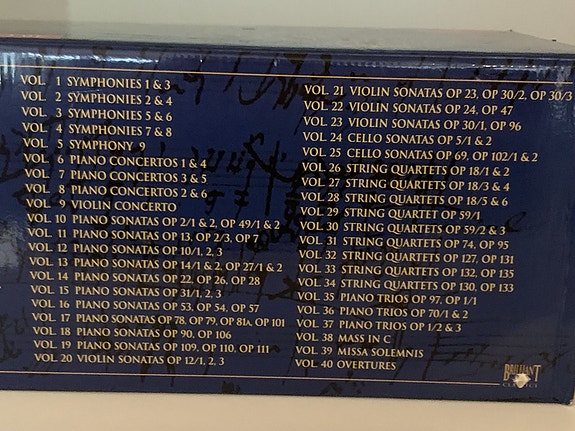 VOL. 1 SYMPHONIES 1 & 3
VOL. 2 SYMPHONIES 2 & 4
VOL. 3 SYMPHONIES 5 & 6
VOL. 4 SYMPHONIES 7 & 8
VOL. 5 SYMPHONY 9
VOL. 6 PIANO CONCERTOS 1 & 4
VOL. 7 PIANO CONCERTOS 3 & 5
VOL. 8 PIANO CONCERTOS 2 & 6
VOL. 9 VIOLIN CONCERTO
VOL. 10 PIANO SONATAS OP 2/1 & 2, OP 49/1 & 2
VOL. 11 PIANO SONATAS OP 13, OP 2/3, OP 7
VOL. 12 PIANO SONATAS OP 10/1, 2, 3
VOL. 13 PIANO SONATAS OP 14/1 & 2, OP 27/1 & 2
VOL. 14 PIANO SONATAS OP 22, OP 26, OP 28
VOL. 15 PIANO SONATAS OP 31/1, 2, 3
VOL. 16 PIANO SONATAS OP 53, OP 54, OP 57
VOL. 17 PIANO SONATAS OP 78, OP 79, OP 81A, OP 101
VOL. 18 PIANO SONATAS OP 90, OP 106
VOL. 19 PIANO SONATAS OP 109, OP 110, OP 111
VOL. 20 VIOLIN SONATAS OP 12/1, 2, 3
VOL. 21 VIOLIN SONATAS OP 23, OP 30/2, OP 30/3
VOL. 22 VIOLIN SONATAS OP 24, OP 47
VOL. 23 VIOLIN SONATAS OP 30/1, OP 96
VOL. 24 CELLO SONATAS OP 5/1 & 2
VOL. 25 CELLO SONATAS OP 69, OP 102/1 & 2
VOL. 26 STRING QUARTETS OP 18/1 & 2
VOL. 27 STRING QUARTETS OP 18/3 & 4
VOL. 28 STRING QUARTETS OP 18/5 & 6
VOL. 29 STRING QUARTETS OP 59/1
VOL. 30 STRING QUARTETS OP 59/2 & 3
VOL. 31 STRING QUARTETS OP 74, OP 95
VOL. 32 STRING QUARTETS OP 127, OP 131
VOL. 33 STRING QUARTETS OP 132, OP 135
VOL. 34 STRING QUARTETS OP 130, OP 133
VOL. 35 PIANO TRIOS OP 97, OP 1/1
VOL. 36 PIANO TRIOS OP 70/1 & 2
VOL. 37 PIANO TRIOS OP 1/2 & 3
VOL. 38 MASS IN C
VOL. 39 MISSA SOLEMNIS
VOL. 40 OVERTURES
BRILLIANT
CLASSICS